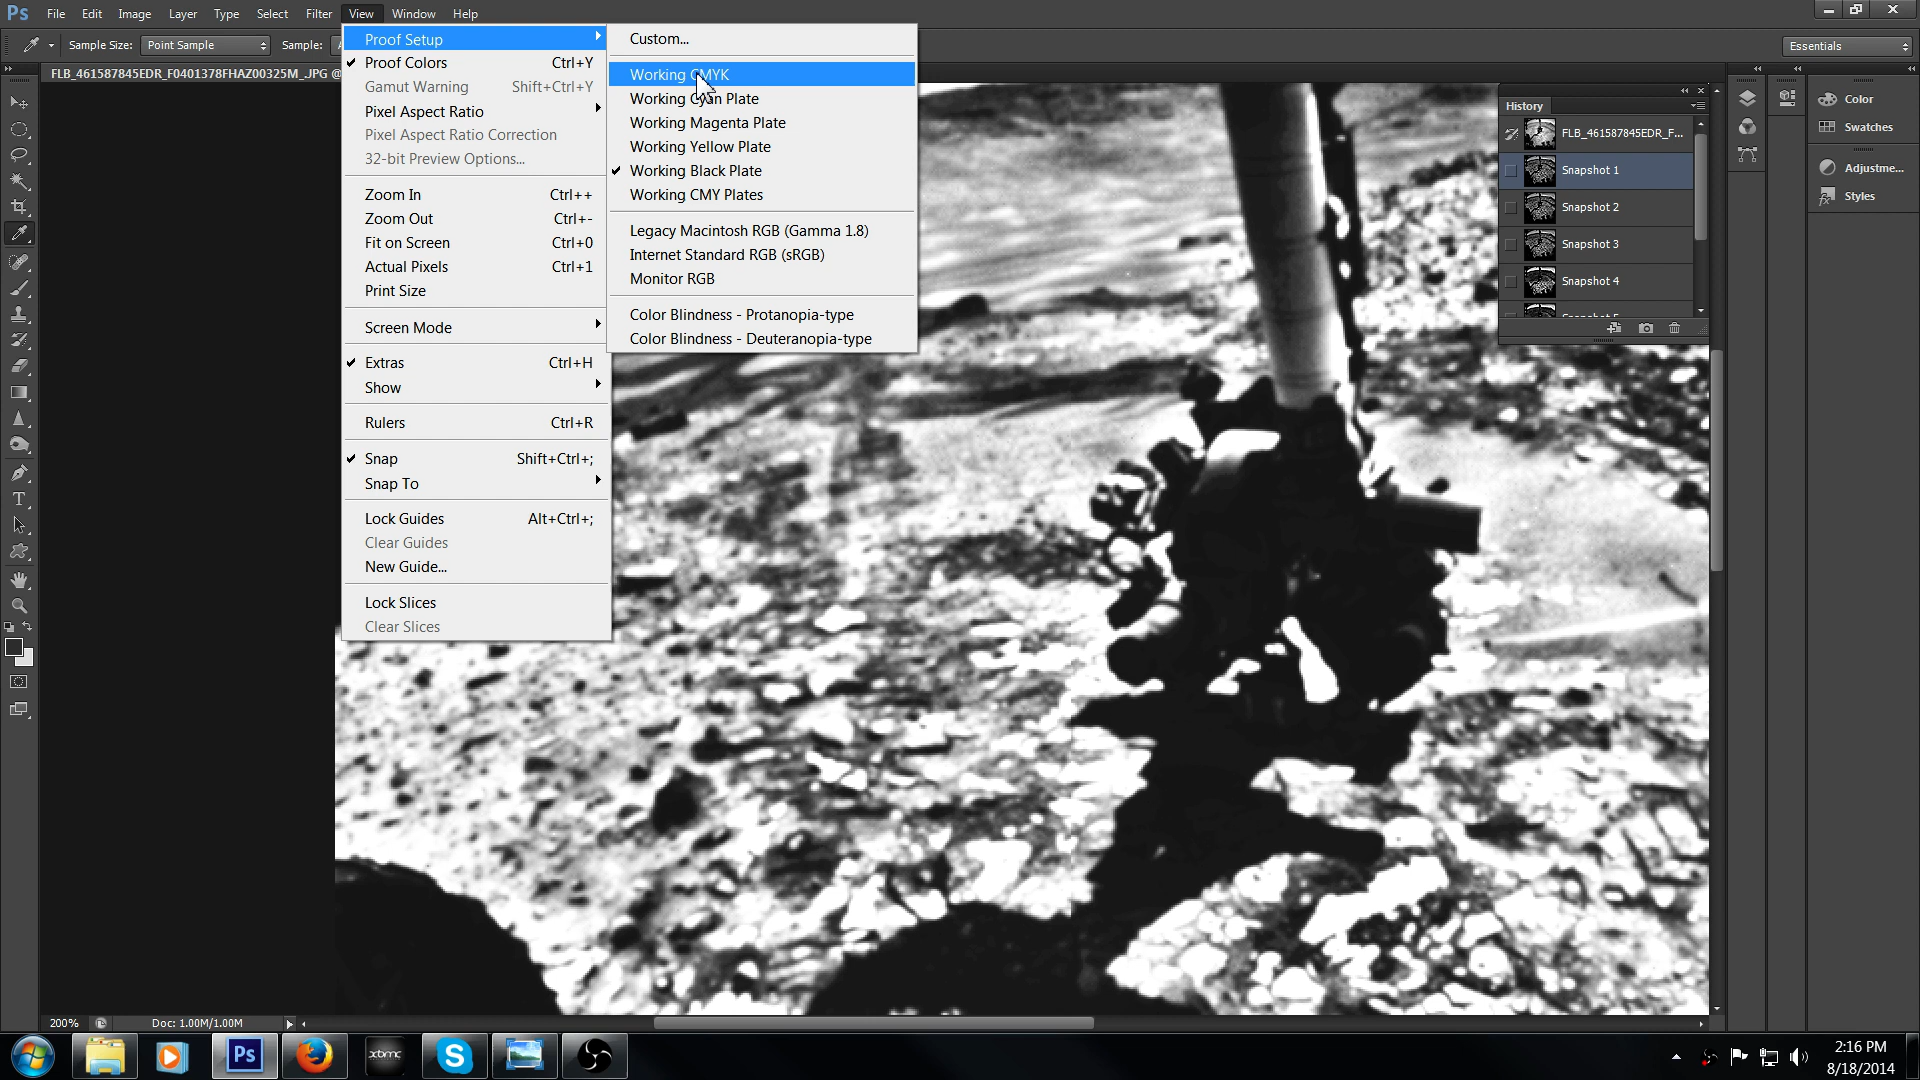 Ps File Edit Image Layer Type Select Filter View Window Help
Sample Size: Point Sample Sample:
Essentials
FLB_461587845EDR_F0401378FHAZ00325M_.JPG @
Proof Setup
Proof Colors Ctrl+Y
Gamut Warning Shift+Ctrl+Y
Pixel Aspect Ratio
Pixel Aspect Ratio Correction
32-bit Preview Options...
Zoom In Ctrl++
Zoom Out Ctrl+-
Fit on Screen Ctrl+0
Actual Pixels Ctrl+1
Print Size
Screen Mode
Extras Ctrl+H
Show
Rulers Ctrl+R
Snap Shift+Ctrl+;
Snap To
Lock Guides Alt+Ctrl+;
Clear Guides
New Guide...
Lock Slices
Clear Slices
Custom...
Working CMYK
Working Cyan Plate
Working Magenta Plate
Working Yellow Plate
Working Black Plate
Working CMY Plates
Legacy Macintosh RGB (Gamma 1.8)
Internet Standard RGB (sRGB)
Monitor RGB
Color Blindness - Protanopia-type
Color Blindness - Deuteranopia-type
History
FLB_461587845EDR_F...
Snapshot 1
Snapshot 2
Snapshot 3
Snapshot 4
Color
Swatches
Adjustme...
Styles
200% Doc: 1.00M/1.00M
Ps
xbmc
2:16 PM
8/18/2014